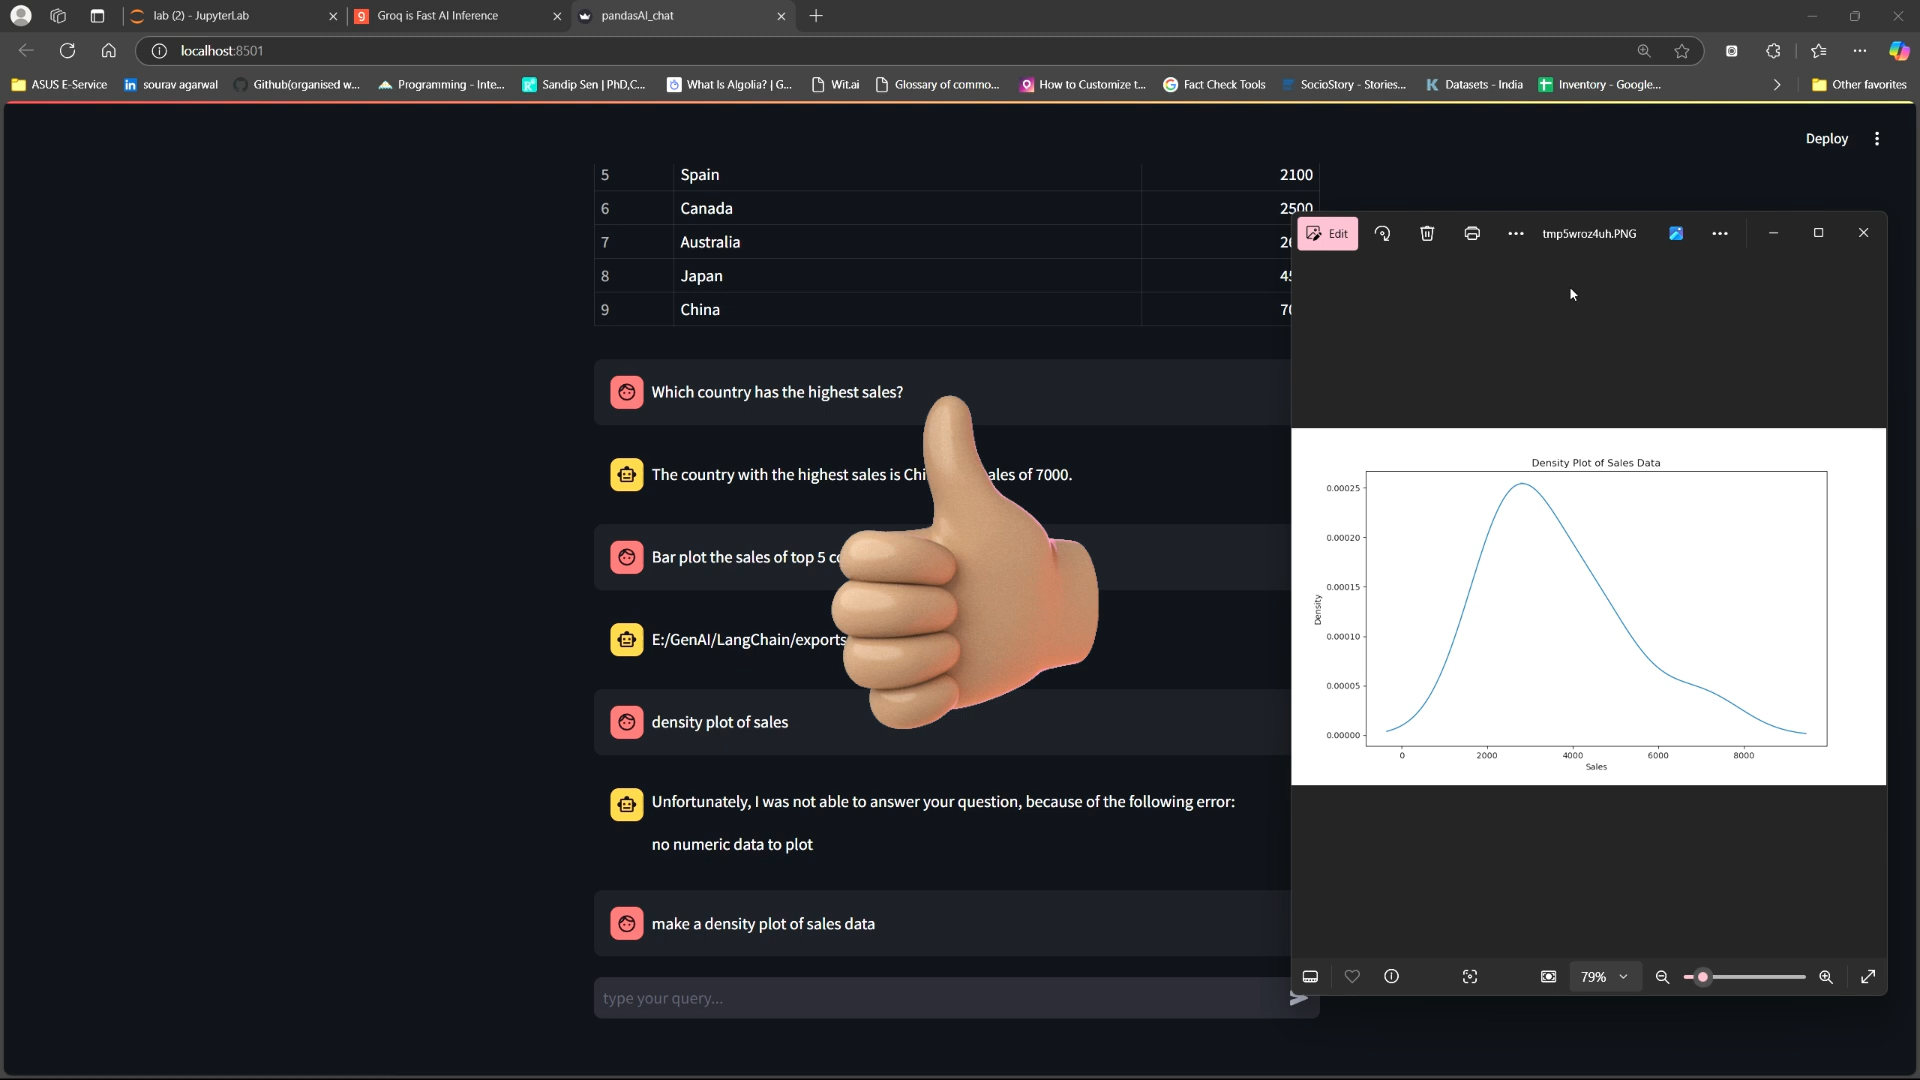 lab (2) - JupyterLab
Groq is Fast AI Inference
pandasAI_chat
localhost:8501
ASUS E-Service
sourav agarwal
Github(organised w...
Programming - Inte...
Sandip Sen | PhD,C...
What Is Algolia? | G...
Wit.ai
Glossary of commo...
How to Customize t...
Fact Check Tools
SocioStory - Stories...
Datasets - India
Inventory - Google...
Other favorites
Deploy
5 Spain 2100
6 Canada 2500
7 Australia
8 Japan
9 China
Which country has the highest sales?
The country with the highest sales is Chi ales of 7000.
Bar plot the sales of top 5
E:/GenAI/LangChain/exports
density plot of sales
Unfortunately, I was not able to answer your question, because of the following error:
no numeric data to plot
make a density plot of sales data
type your query...
Edit
tmp5wroz4uh.PNG
Density Plot of Sales Data
0.00025
0.00020
0.00015
0.00010
0.00005
0.00000
Density
0 2000 4000 6000 8000
Sales
79%